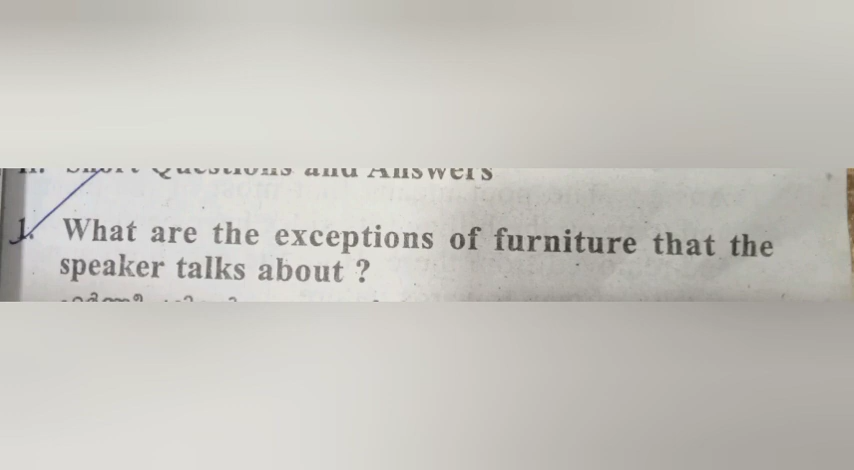 Short Questions and Answers
1. What are the exceptions of furniture that the
speaker talks about ?